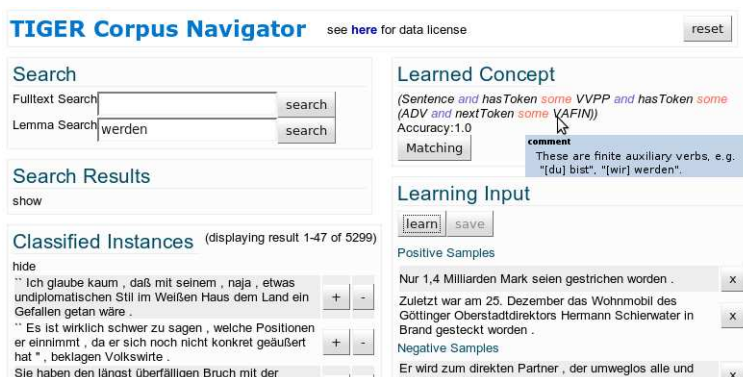 TIGER Corpus Navigator see here for data license reset
Search
Fulltext Search search
Lemma Search werden search
Search Results
show
Classified Instances (displaying result 1-47 of 5299)
hide
`` Ich glaube kaum , daß mit seinem , naja , etwas
undiplomatischen Stil im Weißen Haus dem Land ein
Gefallen getan wäre .
+ -
`` Es ist wirklich schwer zu sagen , welche Positionen
er einnimmt , da er sich noch nicht konkret geäußert
hat " , beklagen Volkswirte .
+ -
Sie haben den längst überfälligen Bruch mit der
Learned Concept
(Sentence and hasToken some VVPP and hasToken some
(ADV and nextToken some VAFIN))
Accuracy:1.0
Matching
comment
These are finite auxiliary verbs, e.g.
"[du] bist", "[wir] werden".
Learning Input
learn save
Positive Samples
Nur 1,4 Milliarden Mark seien gestrichen worden . x
Zuletzt war am 25. Dezember das Wohnmobil des
Göttinger Oberstadtdirektors Hermann Schierwater in
Brand gesteckt worden .
x
Negative Samples
Er wird zum direkten Partner , der umweglos alle und
x